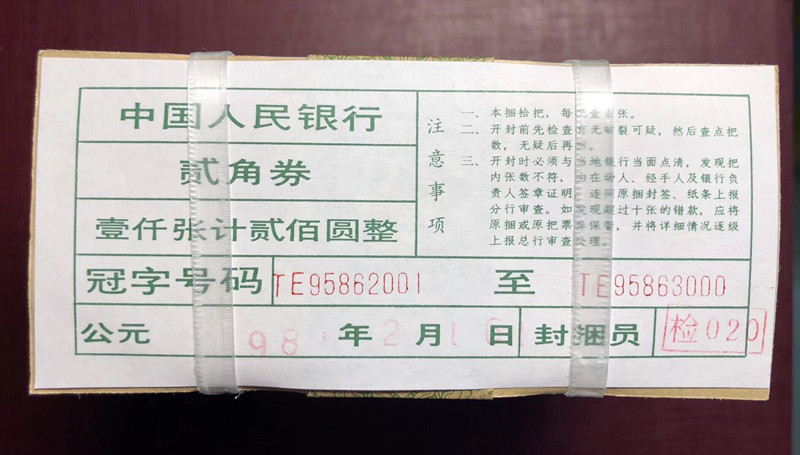 中国人民银行
贰角券
壹仟张计贰佰圆整
注意事项
一、本捆拾把，每 张。
二、开封前先检查有无破裂可疑，然后查点把
数，无疑后再 。
三、开封时必须与当地银行当面点清，发现把
内张数不符，由在场人、经手人及银行负
责人签章证明，连同原捆封签、纸条上报
分行审查。如发现超过十张的错款，应将
原捆或原把票券保管，并将详细情况逐级
上报总行审查处理。
冠字号码 TE95862001 至 TE95863000
公元 98 年 2 月 日 封捆员 检020